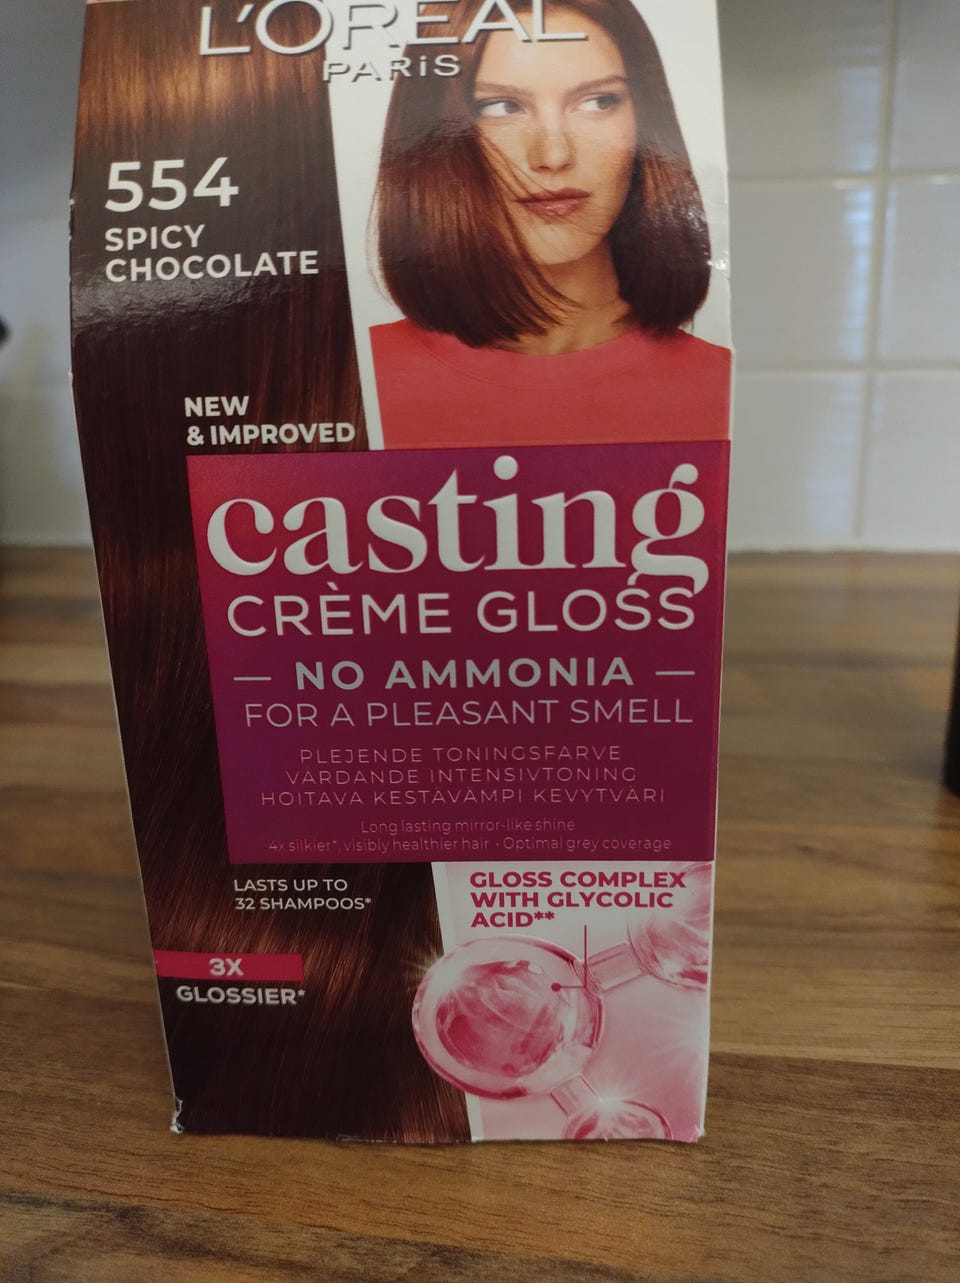 L'ORÉAL
PARiS
554
SPICY
CHOCOLATE
NEW
& IMPROVED
casting
CRÈME GLOSS
— NO AMMONIA —
FOR A PLEASANT SMELL
PLEJENDE TONINGSFARVE
VÅRDANDE INTENSIVTONING
HOITAVA KESTÄVÄMPI KEVYTVÄRI
Long lasting mirror-like shine
4x silkier*, visibly healthier hair • Optimal grey coverage
LASTS UP TO
32 SHAMPOOS*
3X
GLOSSIER*
GLOSS COMPLEX
WITH GLYCOLIC
ACID**